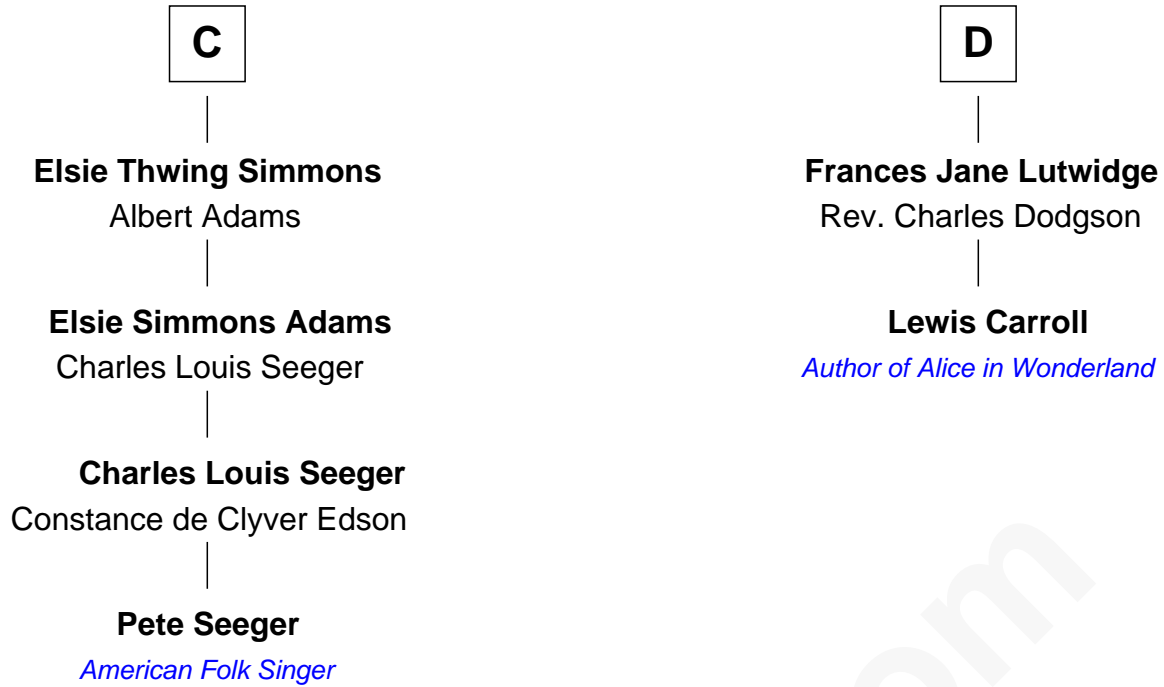 C
Elsie Thwing Simmons
Albert Adams
Elsie Simmons Adams
Charles Louis Seeger
Charles Louis Seeger
Constance de Clyver Edson
Pete Seeger
American Folk Singer
D
Frances Jane Lutwidge
Rev. Charles Dodgson
Lewis Carroll
Author of Alice in Wonderland
om